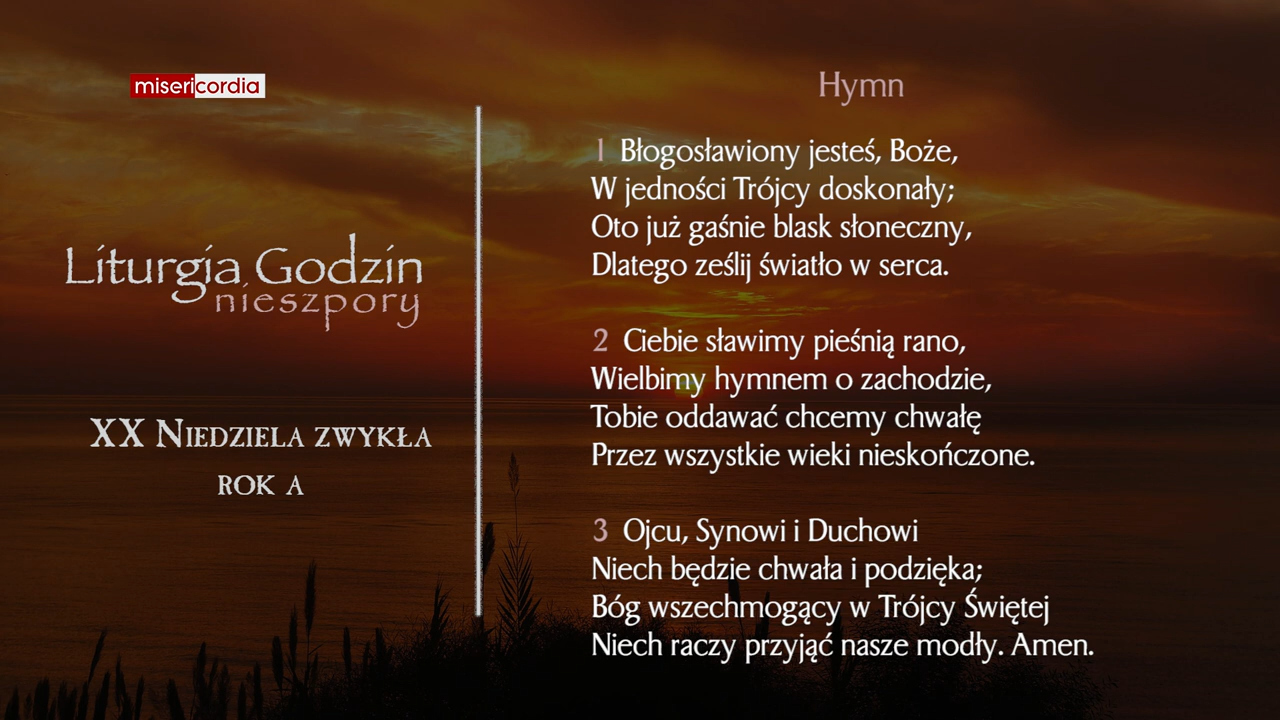 misericordia
Liturgia Godzin
nieszpory
XX Niedziela zwykła
rok A
Hymn
1 Błogosławiony jesteś, Boże,
W jedności Trójcy doskonały;
Oto już gaśnie blask słoneczny,
Dlatego ześlij światło w serca.
2 Ciebie sławimy pieśnią rano,
Wielbimy hymnem o zachodzie,
Tobie oddawać chcemy chwałę
Przez wszystkie wieki nieskończone.
3 Ojcu, Synowi i Duchowi
Niech będzie chwała i podzięka;
Bóg wszechmogący w Trójcy Świętej
Niech raczy przyjąć nasze modły. Amen.